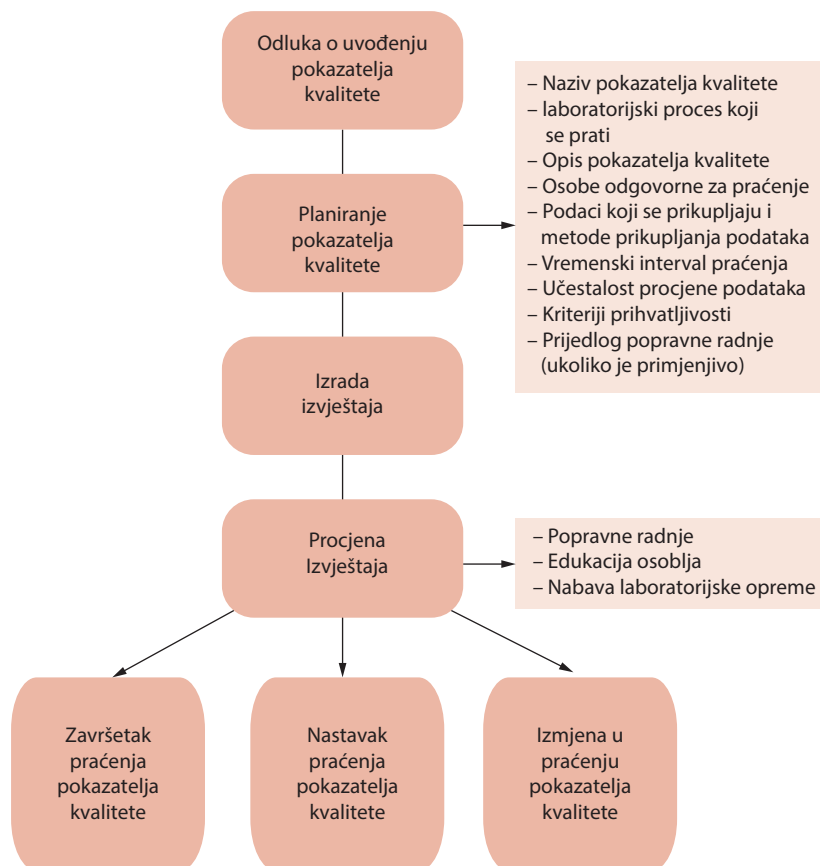 Odluka o uvođenju
pokazatelja
kvalitete
– Naziv pokazatelja kvalitete
– laboratorijski proces koji
se prati
– Opis pokazatelja kvalitete
– Osobe odgovorne za praćenje
– Podaci koji se prikupljaju i
metode prikupljanja podataka
– Vremenski interval praćenja
– Učestalost procjene podataka
– Kriteriji prihvatljivosti
– Prijedlog popravne radnje
(ukoliko je primjenjivo)
Planiranje
pokazatelja
kvalitete
Izrada
izvještaja
Procjena
Izvještaja
– Popravne radnje
– Edukacija osoblja
– Nabava laboratorijske opreme
Završetak
praćenja
pokazatelja
kvalitete
Nastavak
praćenja
pokazatelja
kvalitete
Izmjena u
praćenju
pokazatelja
kvalitete